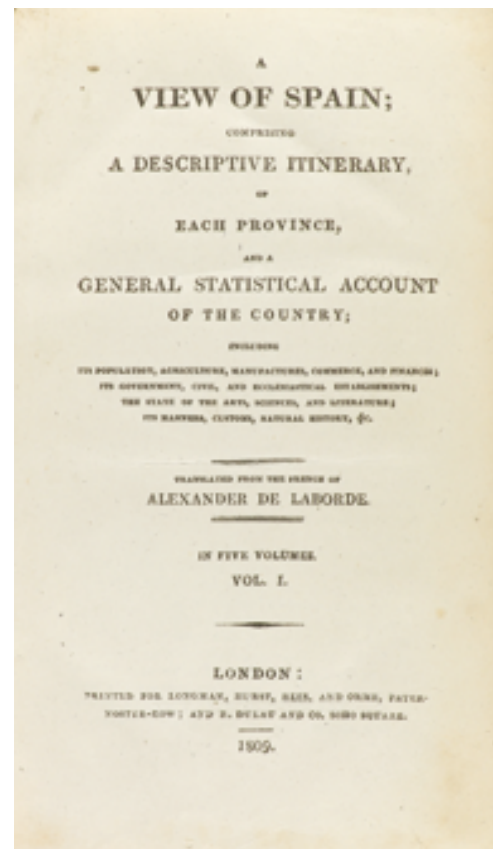 A
VIEW OF SPAIN;
COMPRISING
A DESCRIPTIVE ITINERARY,
OF
EACH PROVINCE,
AND A
GENERAL STATISTICAL ACCOUNT
OF THE COUNTRY;
INCLUDING
ITS POPULATION, AGRICULTURE, MANUFACTURES, COMMERCE, AND FINANCES;
ITS GOVERNMENT, CIVIL, AND ECCLESIASTICAL ESTABLISHMENTS;
THE STATE OF THE ARTS, SCIENCES, AND LITERATURE;
ITS MANNERS, CUSTOMS, NATURAL HISTORY, &C.
TRANSLATED FROM THE FRENCH OF
ALEXANDER DE LABORDE.
IN FIVE VOLUMES.
VOL. I.
LONDON:
PRINTED FOR LONGMAN, HURST, REES, AND ORME, PATER-
NOSTER-ROW; AND E. DULAU AND CO. SOHO SQUARE.
1809.